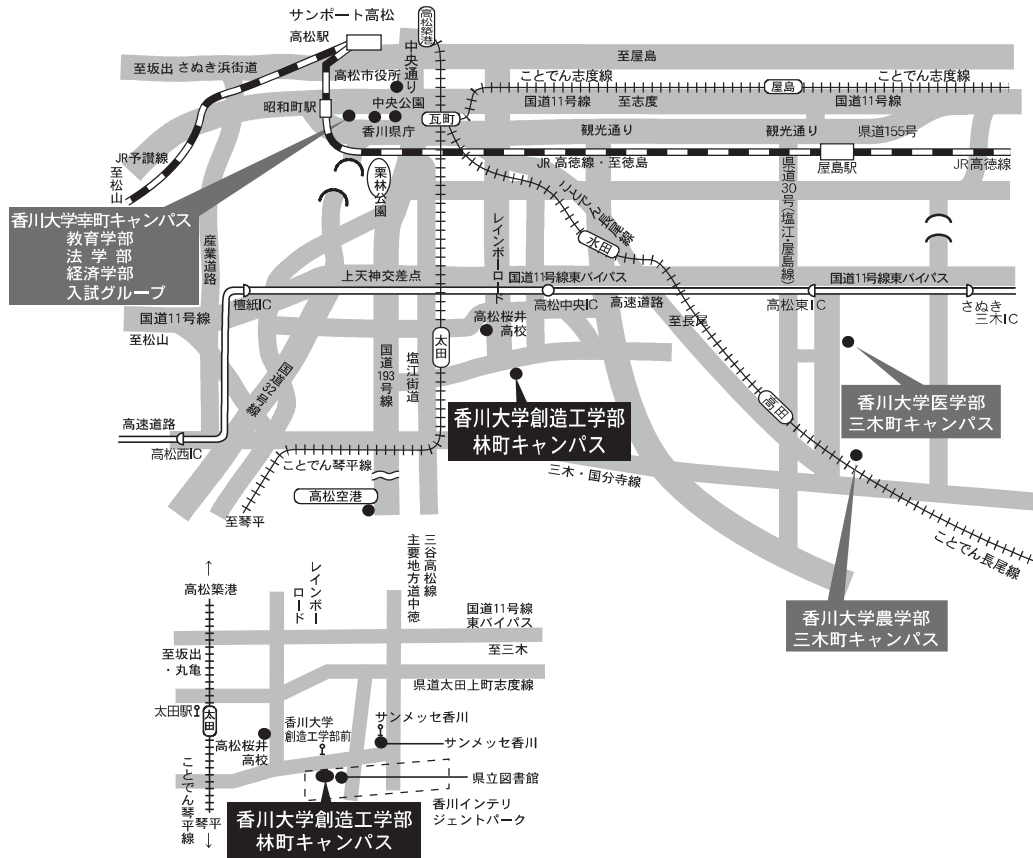 サンポート高松
高松駅
高松築港
中央通り
至坂出 さぬき浜街道
至屋島
高松市役所
ことでん志度線
屋島
ことでん志度線
中央公園
国道11号線
至志度
国道11号線
昭和町駅
香川県庁
瓦町
観光通り
観光通り
県道155号
JR予讃線
至松山
JR 高徳線・至徳島
屋島駅
JR高徳線
栗林公園
県道30号(塩江・屋島線)
ことでん長尾線
水田
レインボーロード
香川大学幸町キャンパス
教育学部
法 学 部
経済学部
入試グループ
産業道路
上天神交差点
国道11号線東バイパス
国道11号線東バイパス
檀紙IC
高松中央IC
高速道路
高松東IC
さぬき
三木IC
国道11号線
至松山
高松桜井
高校
至長尾
太田
国道32号線
国道193号線
塩江街道
香川大学創造工学部
林町キャンパス
高田
香川大学医学部
三木町キャンパス
高速道路
高松西IC
ことでん琴平線
三木・国分寺線
高松空港
至琴平
ことでん長尾線
香川大学農学部
三木町キャンパス
↑
高松築港
レインボー
ロード
三谷高松線
主要地方道中徳
国道11号線
東バイパス
至三木
至坂出
・丸亀
県道太田上町志度線
太田駅
太田
高松桜井
高校
香川大学
創造工学部前
サンメッセ香川
サンメッセ香川
県立図書館
ことでん琴平線
琴平
↓
香川インテリ
ジェントパーク
香川大学創造工学部
林町キャンパス